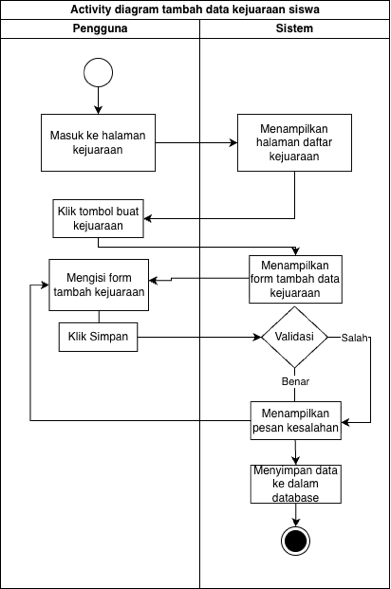 Activity diagram tambah data kejuaraan siswa
Pengguna
Sistem
Masuk ke halaman
kejuaraan
Menampilkan
halaman daftar
kejuaraan
Klik tombol buat
kejuaraan
Menampilkan
form tambah data
kejuaraan
Mengisi form
tambah kejuaraan
Klik Simpan
Validasi
Salah
Benar
Menampilkan
pesan kesalahan
Menyimpan data
ke dalam
database